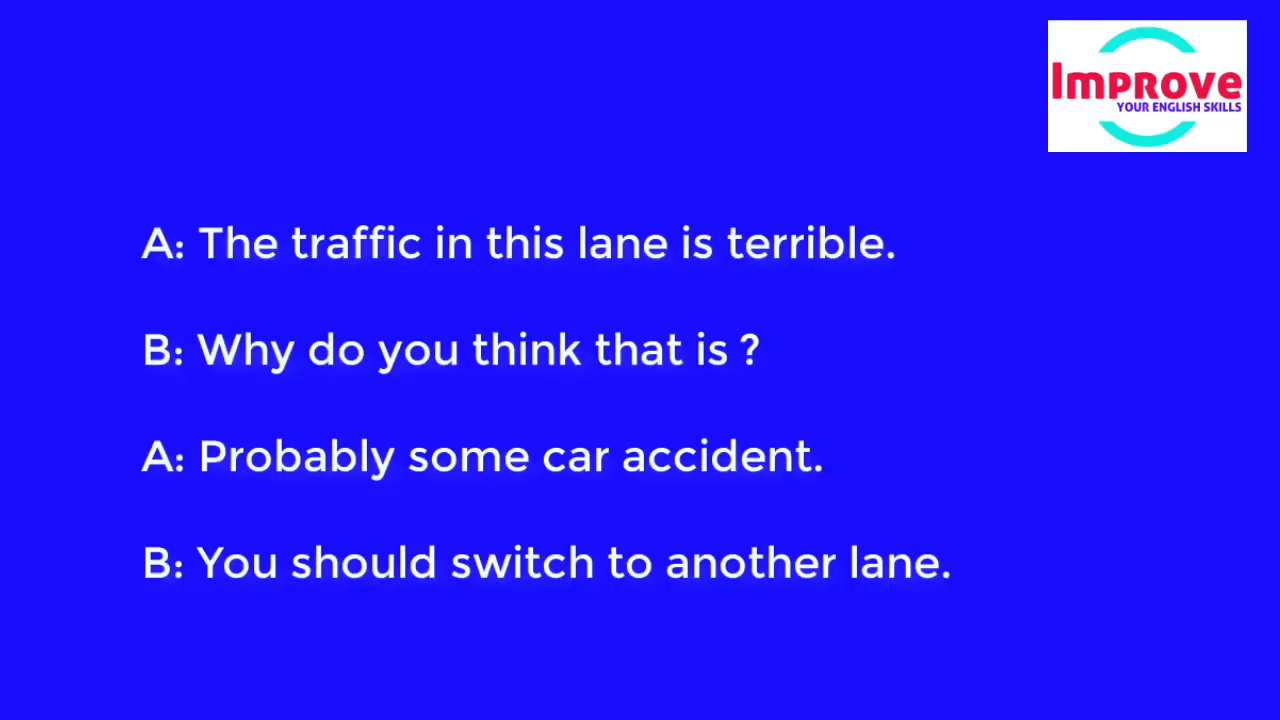 Improve
YOUR ENGLISH SKILLS
A: The traffic in this lane is terrible.
B: Why do you think that is ?
A: Probably some car accident.
B: You should switch to another lane.